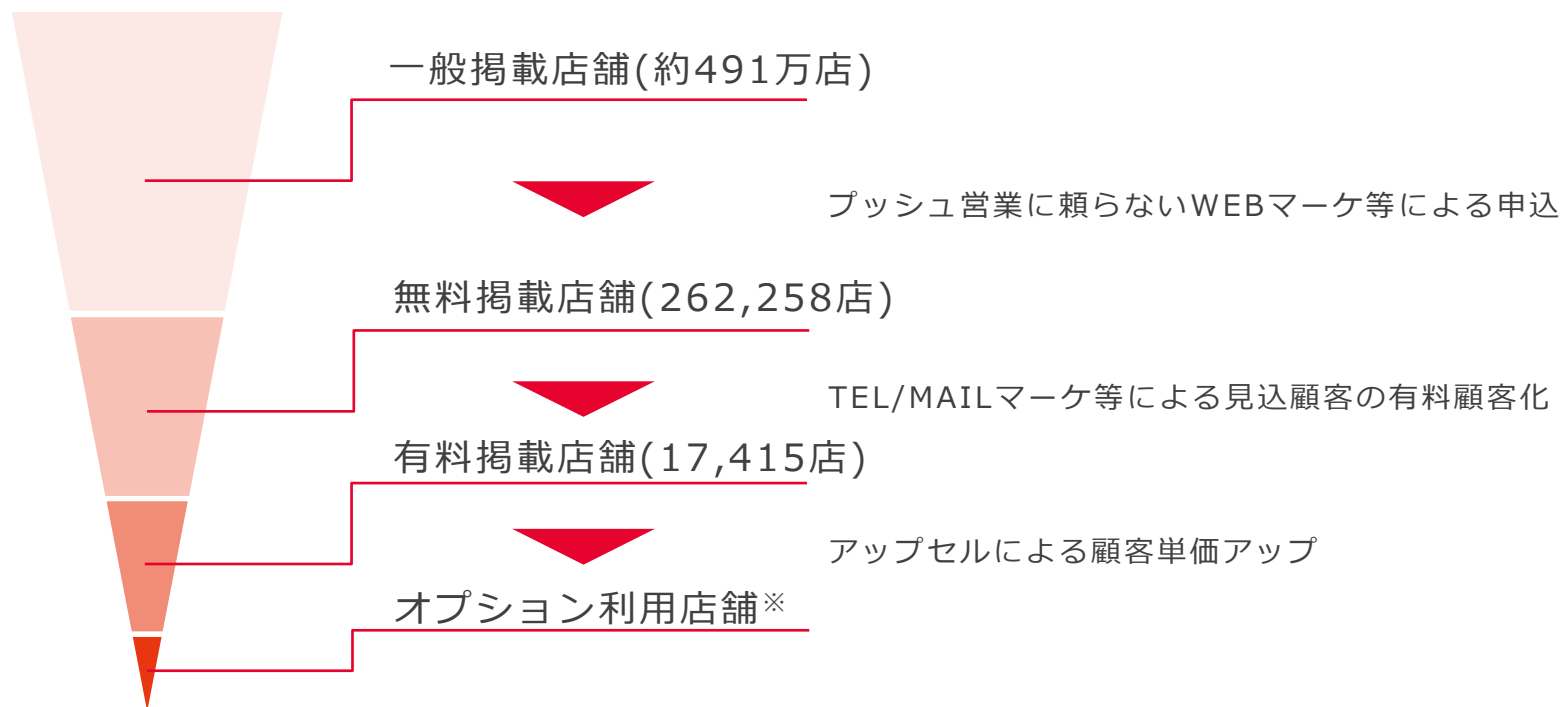 一般掲載店舗(約491万店)
プッシュ営業に頼らないWEBマーケ等による申込
無料掲載店舗(262,258店)
TEL/MAILマーケ等による見込顧客の有料顧客化
有料掲載店舗(17,415店)
アップセルによる顧客単価アップ
オプション利用店舗※